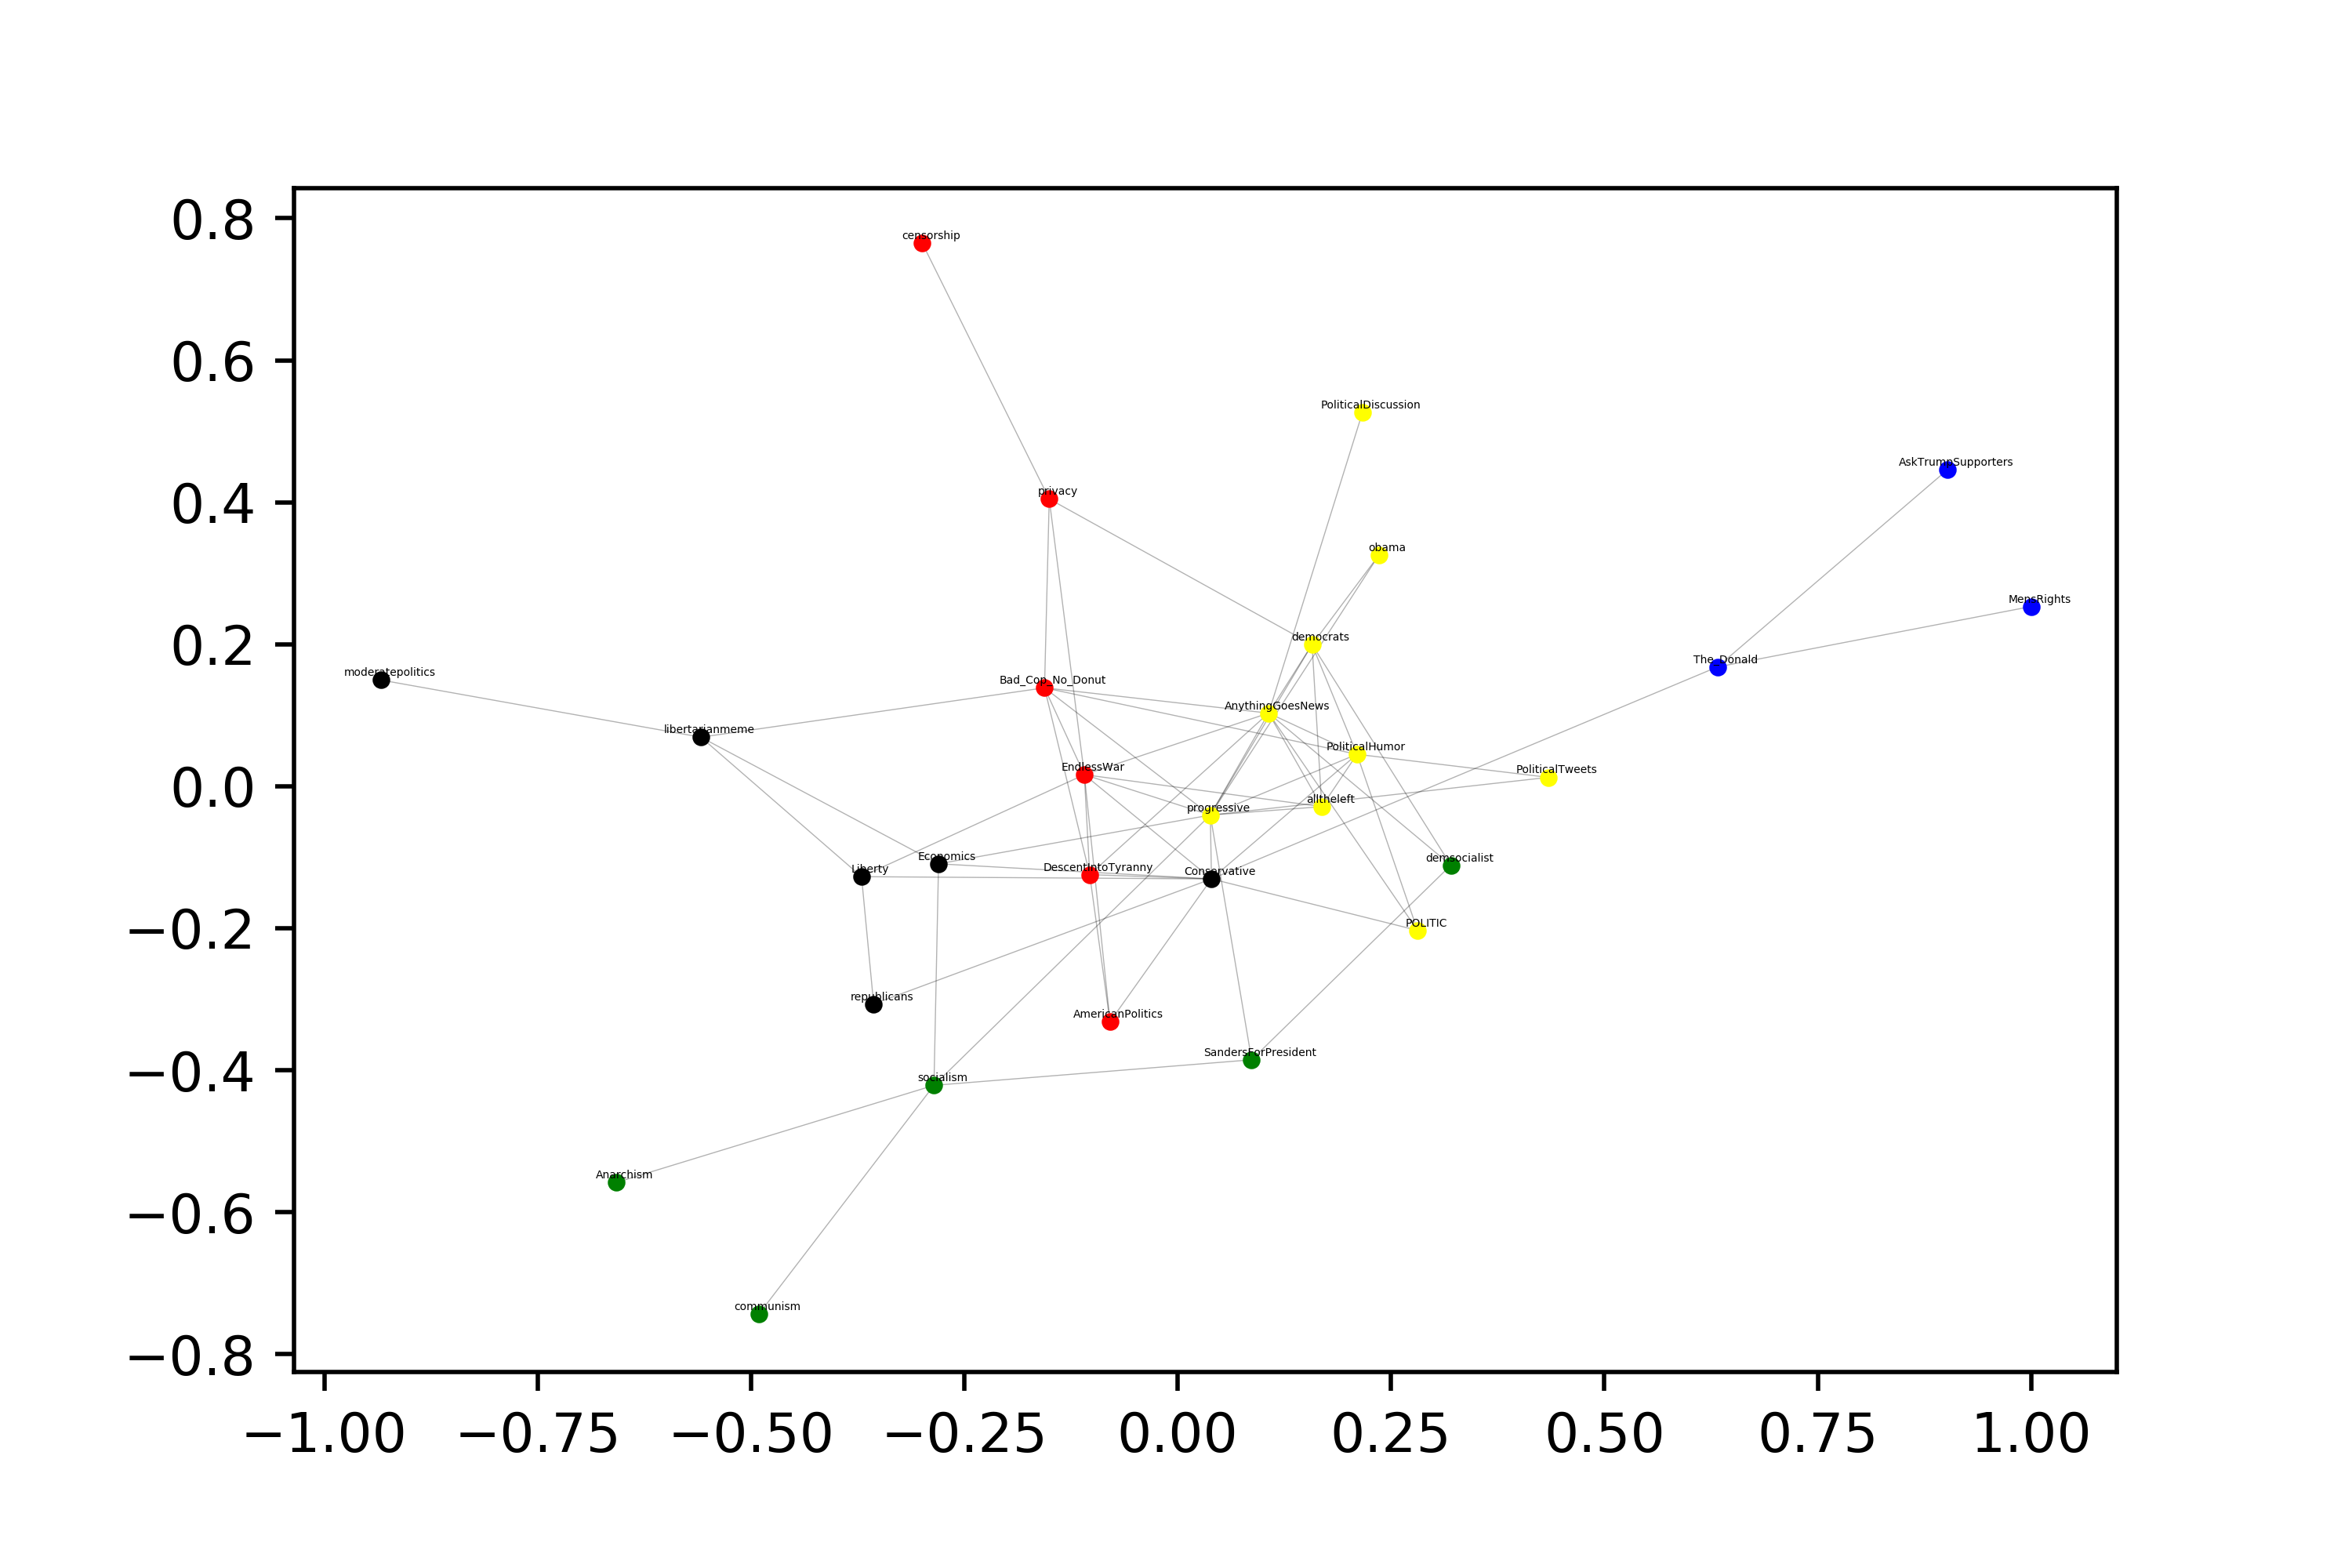 0.8
0.6
0.4
0.2
0.0
−0.2
−0.4
−0.6
−0.8
censorship
PoliticalDiscussion
AskTrumpSupporters
privacy
obama
MensRights
democrats
The_Donald
moderatepolitics
Bad_Cop_No_Donut
AnythingGoesNews
libertarianmeme
PoliticalHumor
EndlessWar
PoliticalTweets
alltheleft
progressive
Economics
demsocialist
Liberty
DescentIntoTyranny
Conservative
POLITIC
republicans
AmericanPolitics
SandersForPresident
socialism
Anarchism
communism
−1.00 −0.75 −0.50 −0.25 0.00 0.25 0.50 0.75 1.00